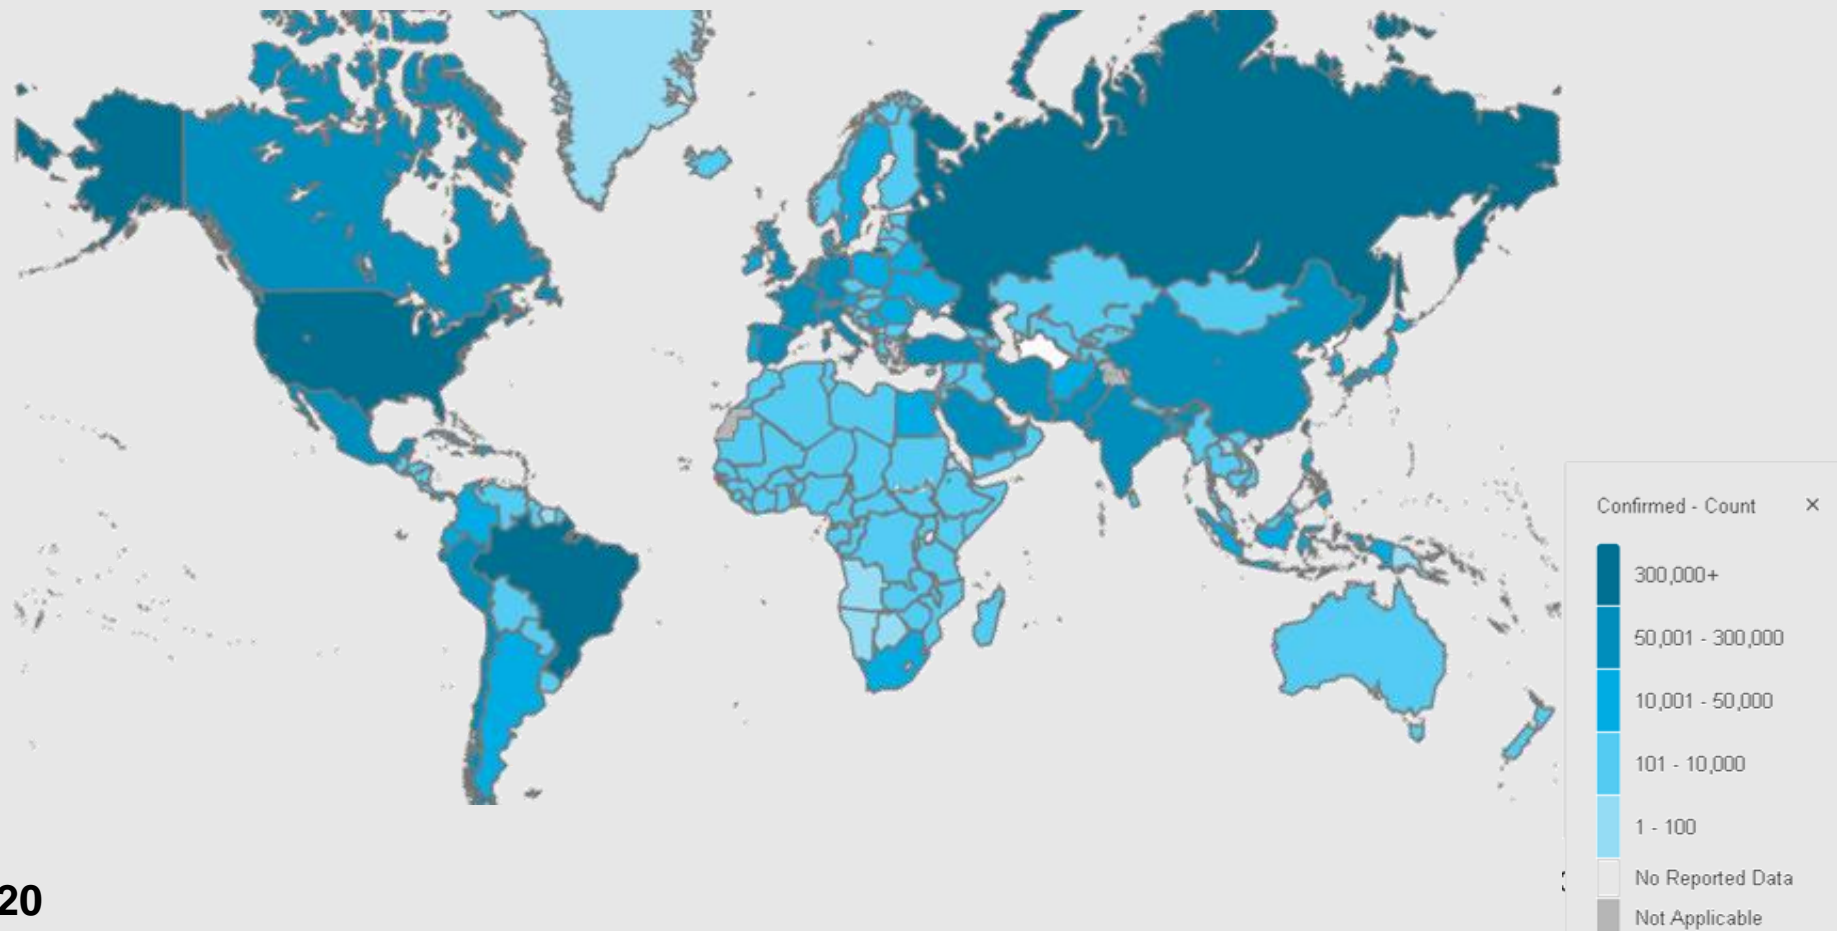 Confirmed - Count ×
300,000+
50,001 - 300,000
10,001 - 50,000
101 - 10,000
1 - 100
No Reported Data
Not Applicable
20